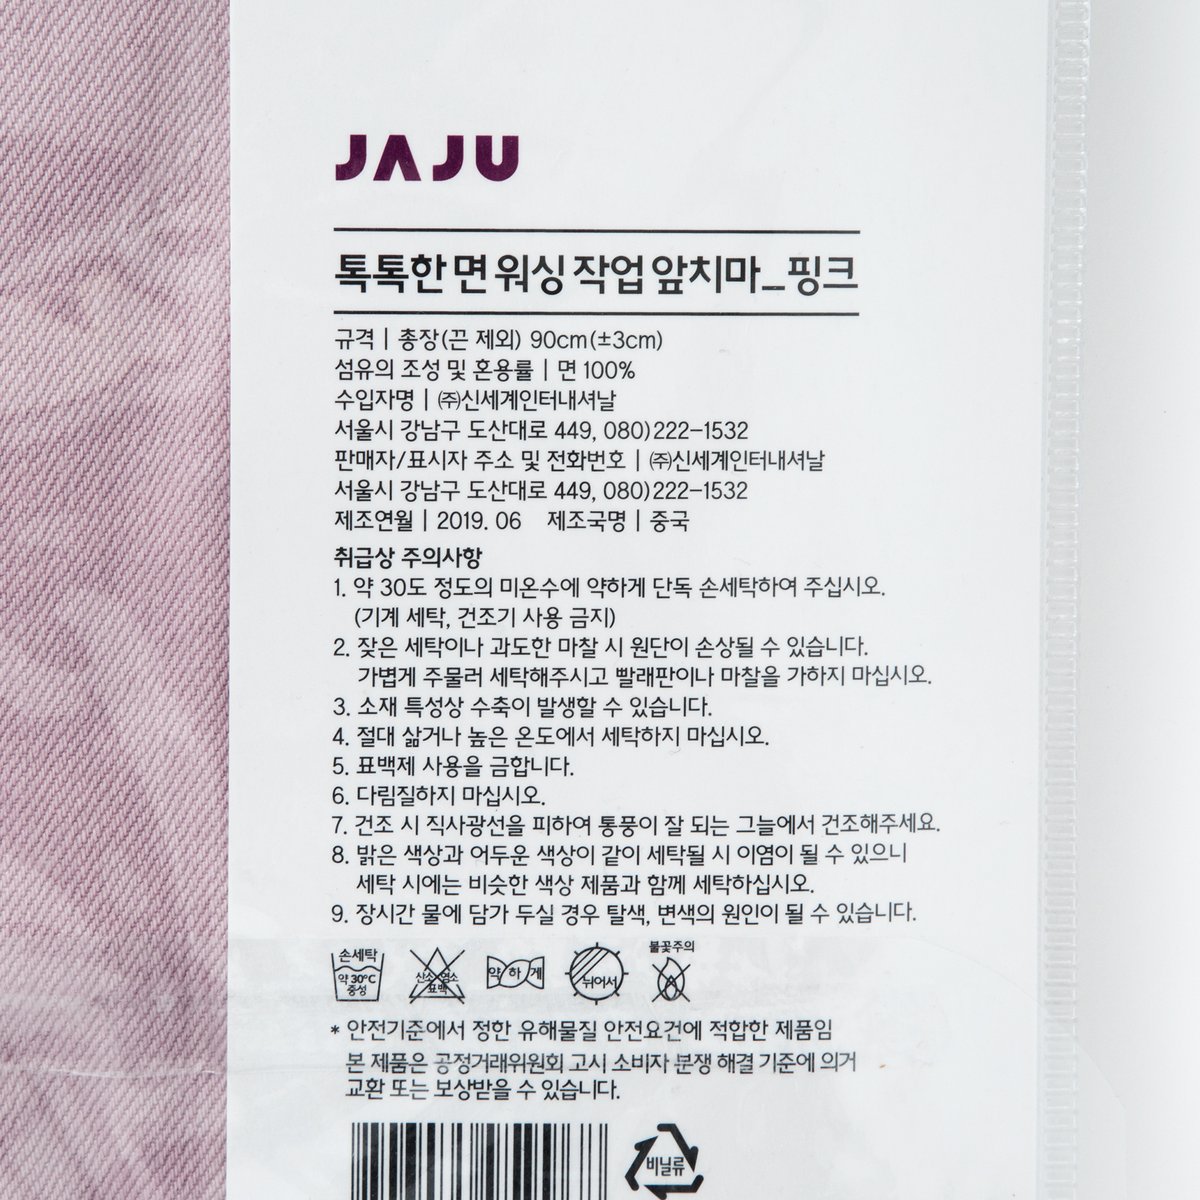 JAJU
톡톡한 면 워싱 작업 앞치마_핑크
규격 | 총장(끈 제외) 90cm(±3cm)
섬유의 조성 및 혼용률 | 면 100%
수입자명 | ㈜신세계인터내셔날
서울시 강남구 도산대로 449, 080)222-1532
판매자/표시자 주소 및 전화번호 | ㈜신세계인터내셔날
서울시 강남구 도산대로 449, 080)222-1532
제조연월 | 2019. 06 제조국명 | 중국
취급상 주의사항
1. 약 30도 정도의 미온수에 약하게 단독 손세탁하여 주십시오.
(기계 세탁, 건조기 사용 금지)
2. 잦은 세탁이나 과도한 마찰 시 원단이 손상될 수 있습니다.
가볍게 주물러 세탁해주시고 빨래판이나 마찰을 가하지 마십시오.
3. 소재 특성상 수축이 발생할 수 있습니다.
4. 절대 삶거나 높은 온도에서 세탁하지 마십시오.
5. 표백제 사용을 금합니다.
6. 다림질하지 마십시오.
7. 건조 시 직사광선을 피하여 통풍이 잘 되는 그늘에서 건조해주세요.
8. 밝은 색상과 어두운 색상이 같이 세탁될 시 이염이 될 수 있으니
세탁 시에는 비슷한 색상 제품과 함께 세탁하십시오.
9. 장시간 물에 담가 두실 경우 탈색, 변색의 원인이 될 수 있습니다.
손세탁
약 30℃
중성
산소 염소
표백
약하게
뉘어서
불꽃주의
* 안전기준에서 정한 유해물질 안전요건에 적합한 제품임
본 제품은 공정거래위원회 고시 소비자 분쟁 해결 기준에 의거
교환 또는 보상받을 수 있습니다.
비닐류